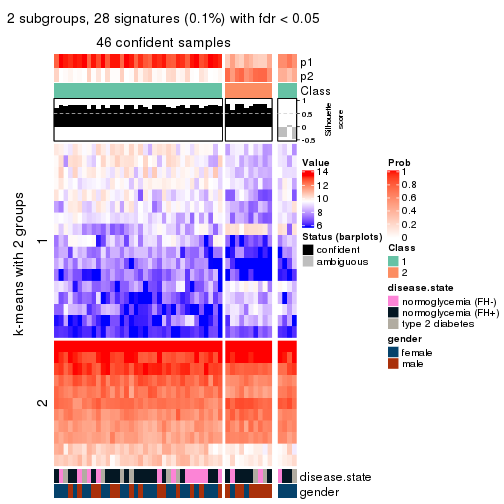 2 subgroups, 28 signatures (0.1%) with fdr < 0.05
46 confident samples
p1
p2
Class
1
0.5
0
-0.5
Silhouette
score
k-means with 2 groups
1
2
disease.state
gender
Value
14
12
10
8
6
Status (barplots)
confident
ambiguous
Prob
1
0.8
0.6
0.4
0.2
0
Class
1
2
disease.state
normoglycemia (FH-)
normoglycemia (FH+)
type 2 diabetes
gender
female
male